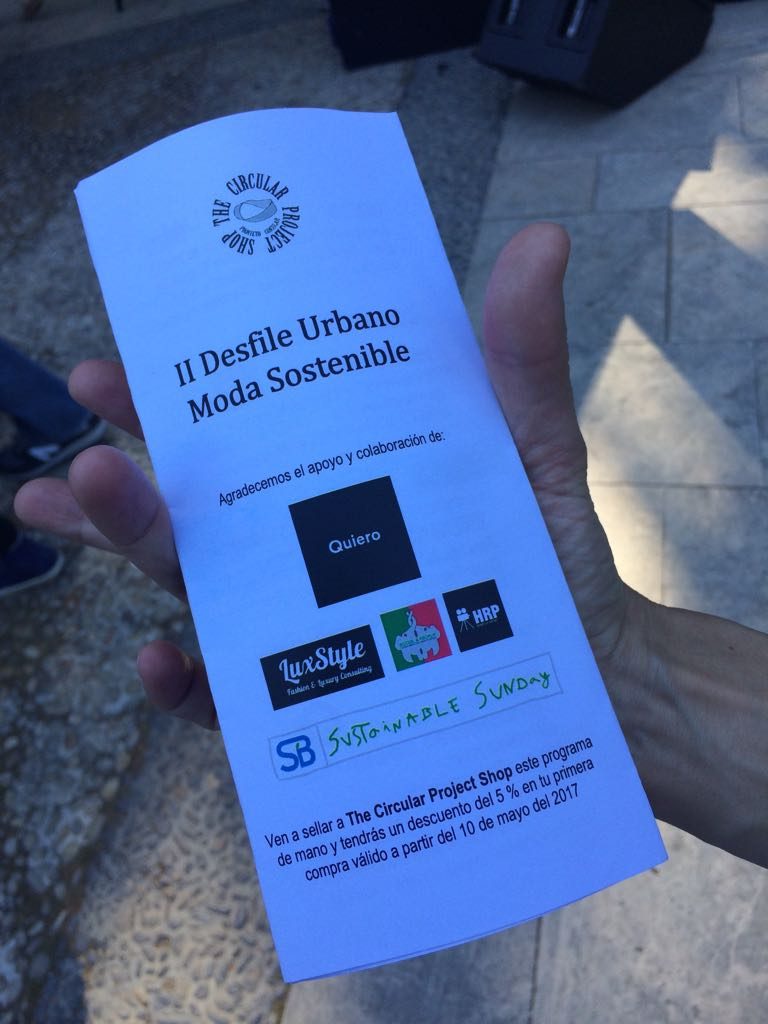 THE CIRCULAR PROJECT SHOP
II Desfile Urbano
Moda Sostenible
Agradecemos el apoyo y colaboración de:
Quiero
LuxStyle
Fashion & Luxury Consulting
HRP
SB SUSTAINABLE SUNDAY
Ven a sellar a The Circular Project Shop este programa
de mano y tendrás un descuento del 5 % en tu primera
compra válido a partir del 10 de mayo del 2017